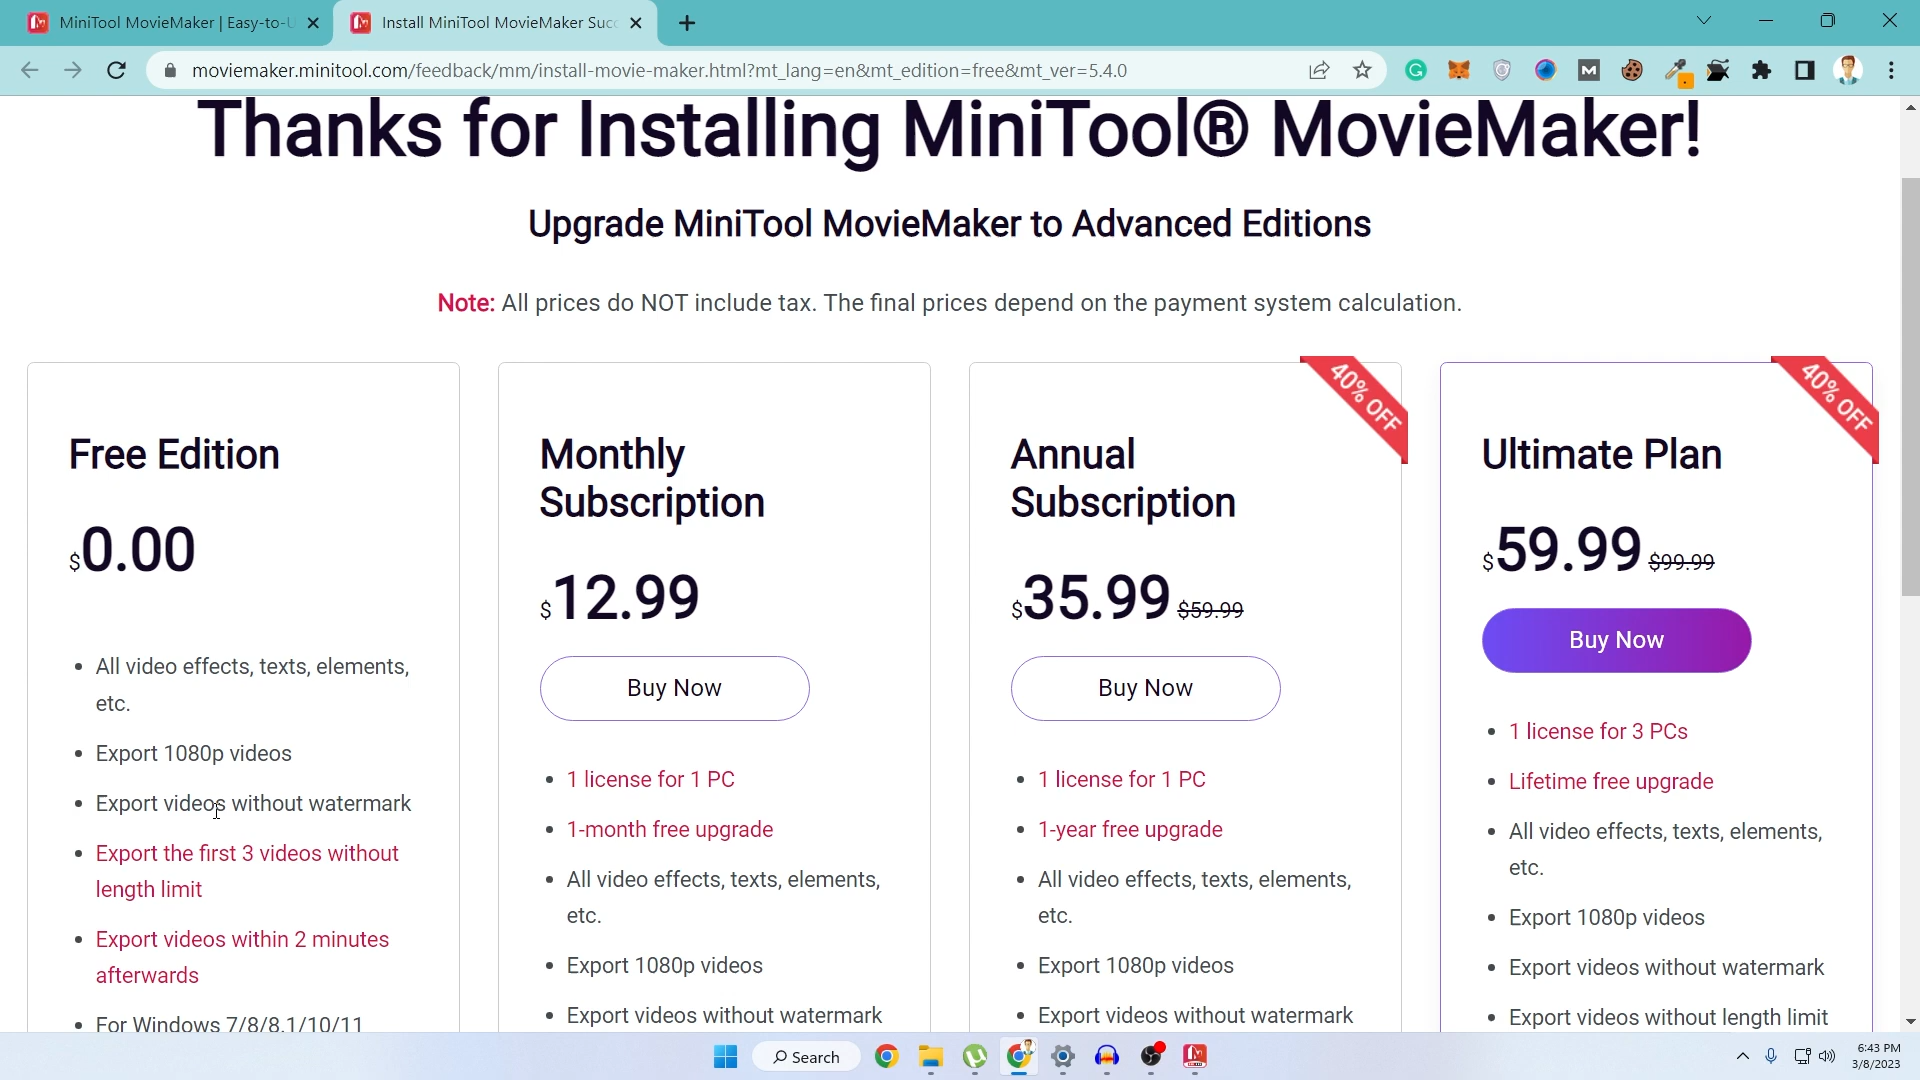 MiniTool MovieMaker | Easy-to-U
Install MiniTool MovieMaker Suc
moviemaker.minitool.com/feedback/mm/install-movie-maker.html?mt_lang=en&mt_edition=free&mt_ver=5.4.0
Thanks for Installing MiniTool® MovieMaker!
Upgrade MiniTool MovieMaker to Advanced Editions
Note: All prices do NOT include tax. The final prices depend on the payment system calculation.
Free Edition
$0.00
All video effects, texts, elements,
etc.
Export 1080p videos
Export videos without watermark
Export the first 3 videos without
length limit
Export videos within 2 minutes
afterwards
For Windows 7/8/8.1/10/11
Monthly
Subscription
$12.99
Buy Now
1 license for 1 PC
1-month free upgrade
All video effects, texts, elements,
etc.
Export 1080p videos
Export videos without watermark
40% OFF
Annual
Subscription
$35.99 $59.99
Buy Now
1 license for 1 PC
1-year free upgrade
All video effects, texts, elements,
etc.
Export 1080p videos
Export videos without watermark
40% OFF
Ultimate Plan
$59.99 $99.99
Buy Now
1 license for 3 PCs
Lifetime free upgrade
All video effects, texts, elements,
etc.
Export 1080p videos
Export videos without watermark
Export videos without length limit
Search
6:43 PM
3/8/2023